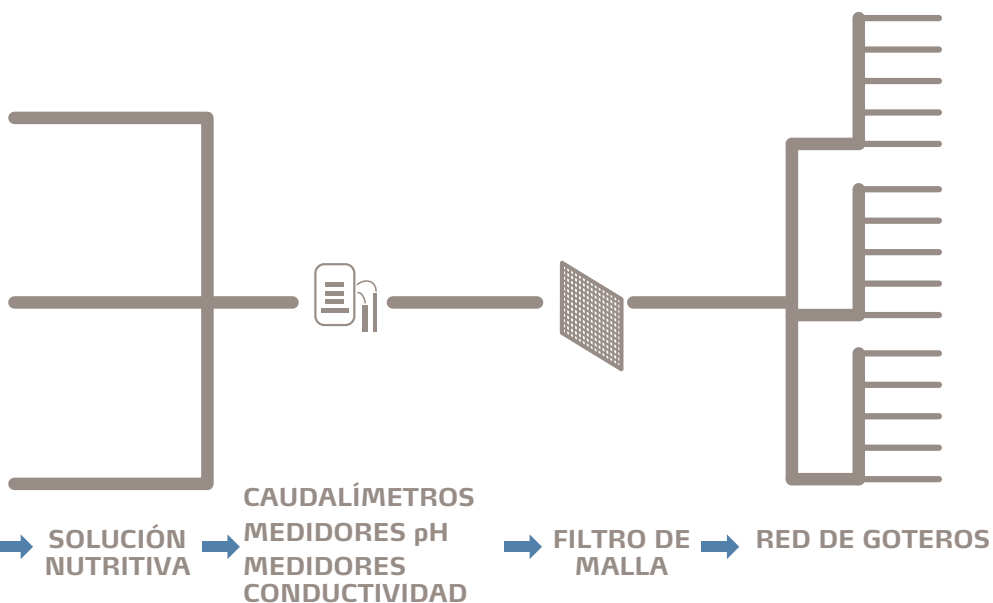 SOLUCIÓN
NUTRITIVA
CAUDALÍMETROS
MEDIDORES pH
MEDIDORES
CONDUCTIVIDAD
FILTRO DE
MALLA
RED DE GOTEROS